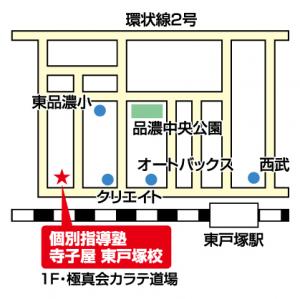 環状線2号
東品濃小
品濃中央公園
オートバックス
西武
クリエイト
個別指導塾
寺子屋 東戸塚校
東戸塚駅
1F・極真会カラテ道場